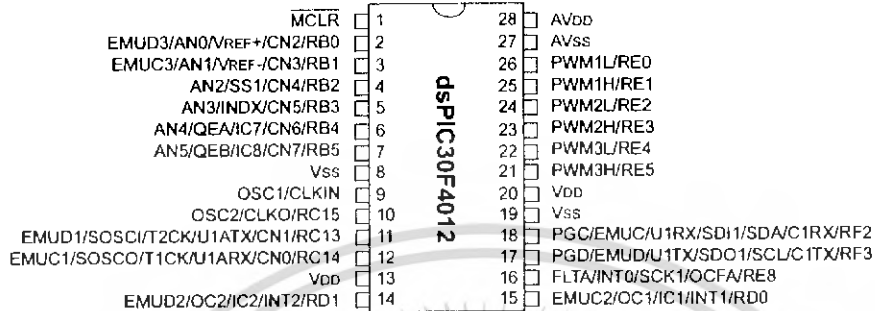 MCLR 1 28 AVDD
EMUD3/AN0/VREF+/CN2/RB0 2 27 AVSS
EMUC3/AN1/VREF-/CN3/RB1 3 26 PWM1L/RE0
AN2/SS1/CN4/RB2 4 25 PWM1H/RE1
AN3/INDX/CN5/RB3 5 24 PWM2L/RE2
AN4/QEA/IC7/CN6/RB4 6 23 PWM2H/RE3
AN5/QEB/IC8/CN7/RB5 7 22 PWM3L/RE4
VSS 8 21 PWM3H/RE5
OSC1/CLKIN 9 20 VDD
OSC2/CLKO/RC15 10 19 VSS
EMUD1/SOSCI/T2CK/U1ATX/CN1/RC13 11 18 PGC/EMUC/U1RX/SDI1/SDA/C1RX/RF2
EMUC1/SOSCO/T1CK/U1ARX/CN0/RC14 12 17 PGD/EMUD/U1TX/SDO1/SCL/C1TX/RF3
VDD 13 16 FLTA/INT0/SCK1/OCFA/RE8
EMUD2/OC2/IC2/INT2/RD1 14 15 EMUC2/OC1/IC1/INT1/RD0
dsPIC30F4012